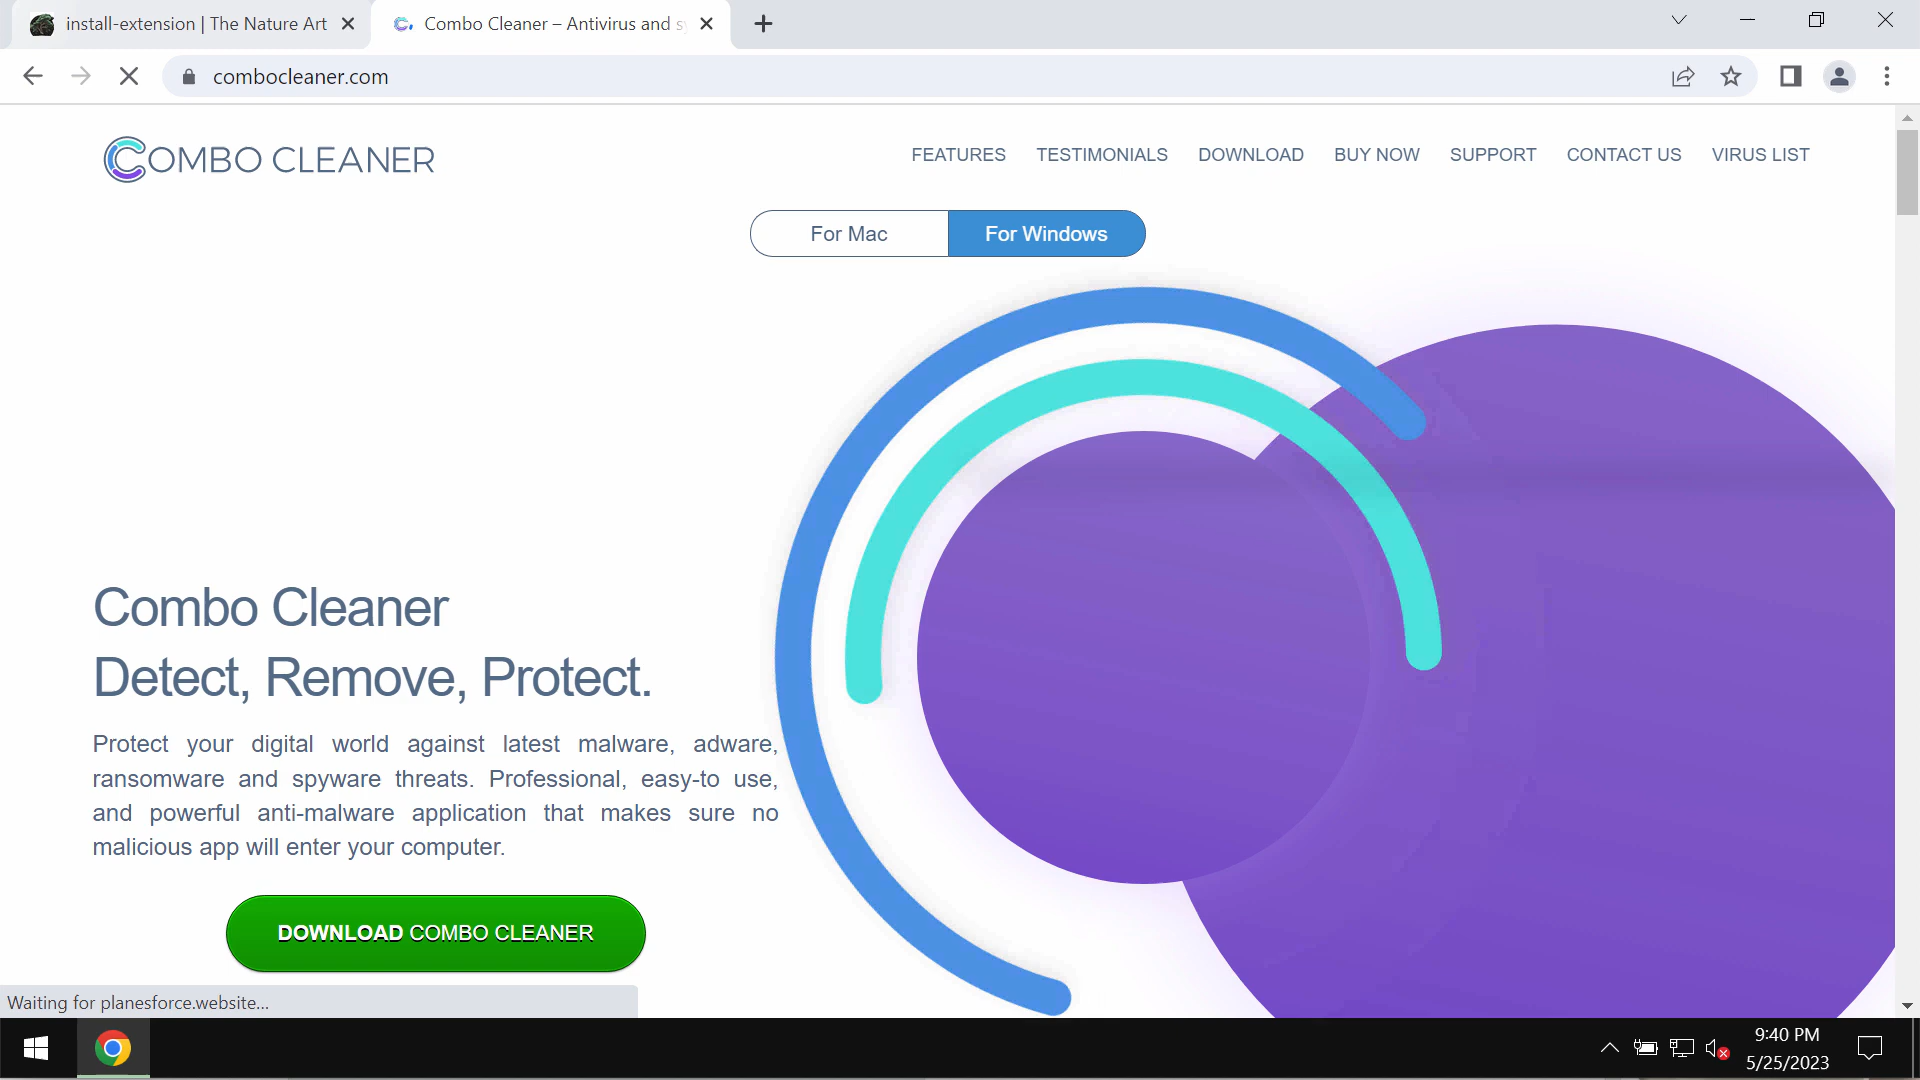 install-extension | The Nature Art
Combo Cleaner – Antivirus and sy
combocleaner.com
COMBO CLEANER
FEATURES
TESTIMONIALS
DOWNLOAD
BUY NOW
SUPPORT
CONTACT US
VIRUS LIST
For Mac
For Windows
Combo Cleaner
Detect, Remove, Protect.
Protect your digital world against latest malware, adware,
ransomware and spyware threats. Professional, easy-to use,
and powerful anti-malware application that makes sure no
malicious app will enter your computer.
DOWNLOAD COMBO CLEANER
Waiting for planesforce.website...
9:40 PM
5/25/2023